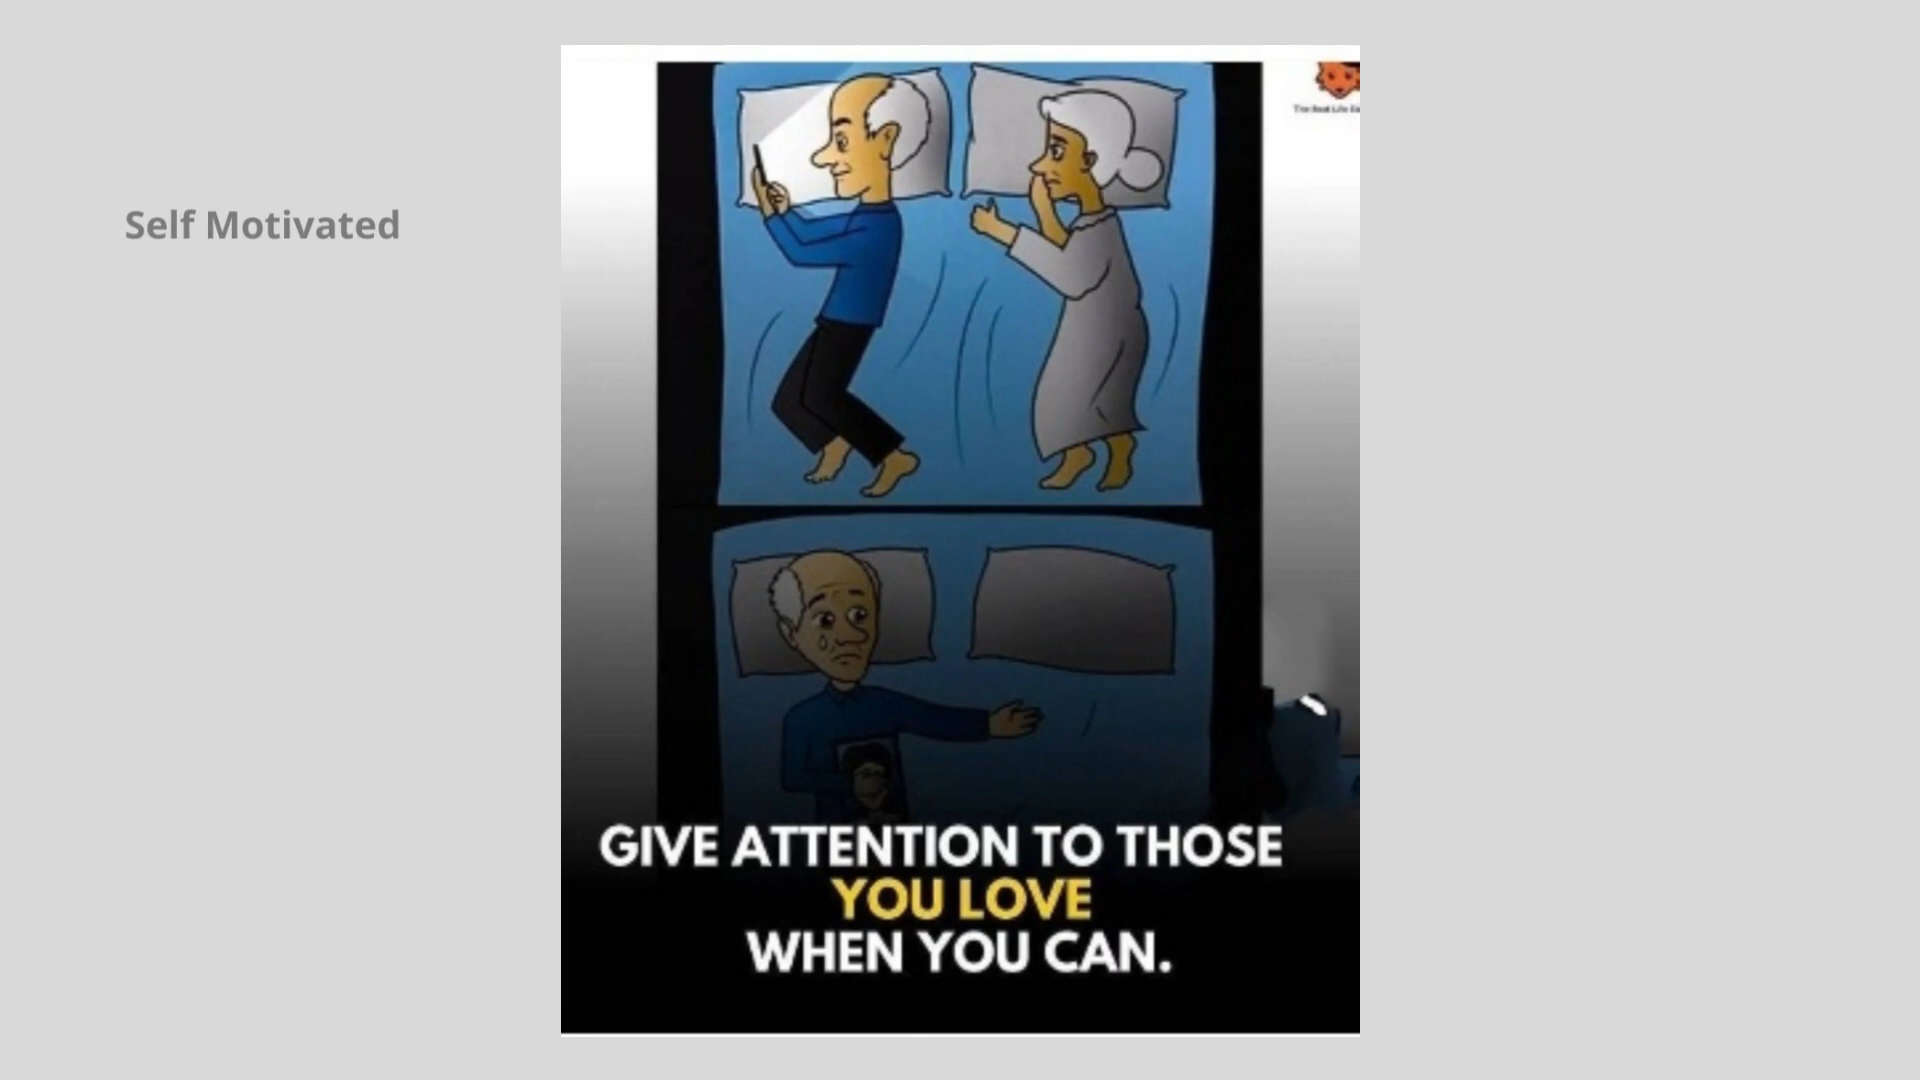 Self Motivated
GIVE ATTENTION TO THOSE
YOU LOVE
WHEN YOU CAN.